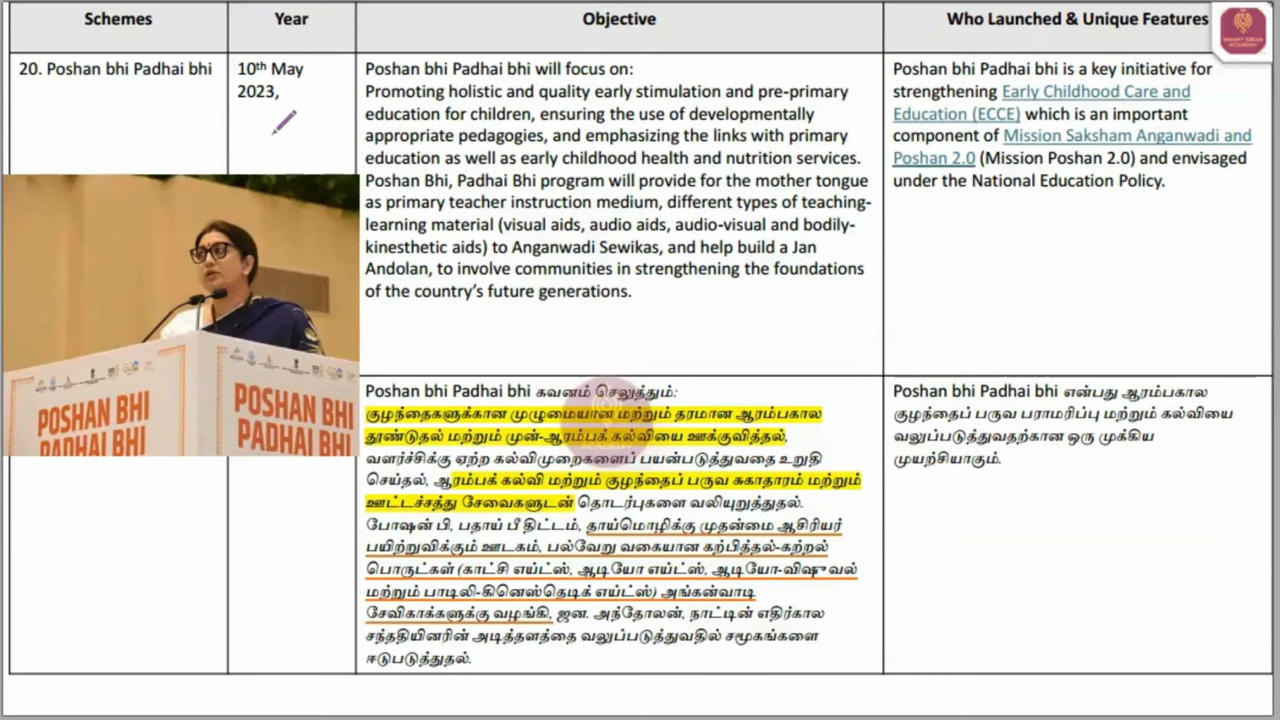 Schemes
Year
Objective
Who Launched & Unique Features
SMART IDEAS
ACADEMY
20. Poshan bhi Padhai bhi
10th May
2023,
Poshan bhi Padhai bhi will focus on:
Promoting holistic and quality early stimulation and pre-primary
education for children, ensuring the use of developmentally
appropriate pedagogies, and emphasizing the links with primary
education as well as early childhood health and nutrition services.
Poshan Bhi, Padhai Bhi program will provide for the mother tongue
as primary teacher instruction medium, different types of teaching-
learning material (visual aids, audio aids, audio-visual and bodily-
kinesthetic aids) to Anganwadi Sewikas, and help build a Jan
Andolan, to involve communities in strengthening the foundations
of the country's future generations.
Poshan bhi Padhai bhi is a key initiative for
strengthening Early Childhood Care and
Education (ECCE) which is an important
component of Mission Saksham Anganwadi and
Poshan 2.0 (Mission Poshan 2.0) and envisaged
under the National Education Policy.
POSHAN BHI
PADHAI BHI
POSHAN BHI
PADHAI BHI
Poshan bhi Padhai bhi கவனம் செலுத்தும்:
குழந்தைகளுக்கான முழுமையான மற்றும் தரமான ஆரம்பகால
தூண்டுதல் மற்றும் முன்-ஆரம்பக் கல்வியை ஊக்குவித்தல்,
வளர்ச்சிக்கு ஏற்ற கல்விமுறைகளைப் பயன்படுத்துவதை உறுதி
செய்தல், ஆரம்பக் கல்வி மற்றும் குழந்தைப் பருவ சுகாதாரம் மற்றும்
ஊட்டச்சத்து சேவைகளுடன் தொடர்புகளை வலியுறுத்துதல்.
போஷன் பி, பதாய் பீ திட்டம், தாய்மொழிக்கு முதன்மை ஆசிரியர்
பயிற்றுவிக்கும் ஊடகம், பல்வேறு வகையான கற்பித்தல்-கற்றல்
பொருட்கள் (காட்சி எய்ட்ஸ், ஆடியோ எய்ட்ஸ், ஆடியோ-விஷுவல்
மற்றும் பாடிலி-கினெஸ்தெடிக் எய்ட்ஸ்) அங்கன்வாடி
சேவிகாக்களுக்கு வழங்கி, ஜன. அந்தோலன், நாட்டின் எதிர்கால
சந்ததியினரின் அடித்தளத்தை வலுப்படுத்துவதில் சமூகங்களை
ஈடுபடுத்துதல்.
Poshan bhi Padhai bhi என்பது ஆரம்பகால
குழந்தைப் பருவ பராமரிப்பு மற்றும் கல்வியை
வலுப்படுத்துவதற்கான ஒரு முக்கிய
முயற்சியாகும்.